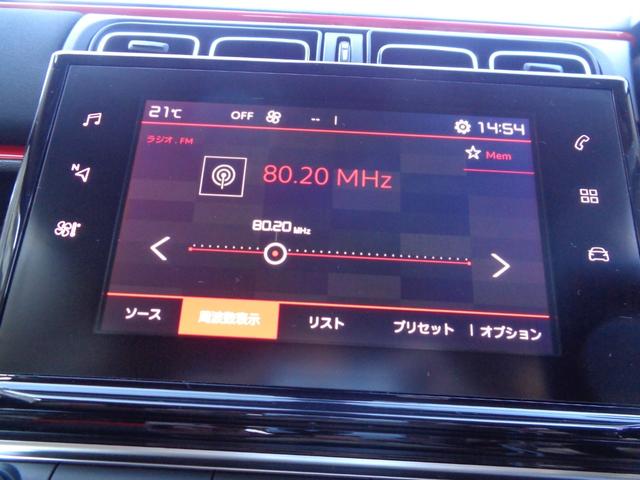 21℃ OFF -- 14:54
ラジオ.FM
Mem
80.20 MHz
80.20 MHz
N
ソース 周波数表示 リスト プリセット オプション